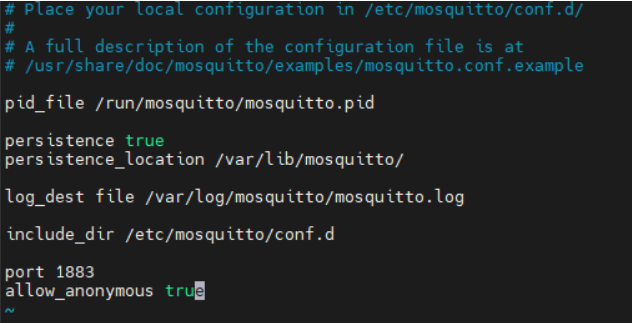 # Place your local configuration in /etc/mosquitto/conf.d/
#
# A full description of the configuration file is at
# /usr/share/doc/mosquitto/examples/mosquitto.conf.example
pid_file /run/mosquitto/mosquitto.pid
persistence true
persistence_location /var/lib/mosquitto/
log_dest file /var/log/mosquitto/mosquitto.log
include_dir /etc/mosquitto/conf.d
port 1883
allow_anonymous true
~